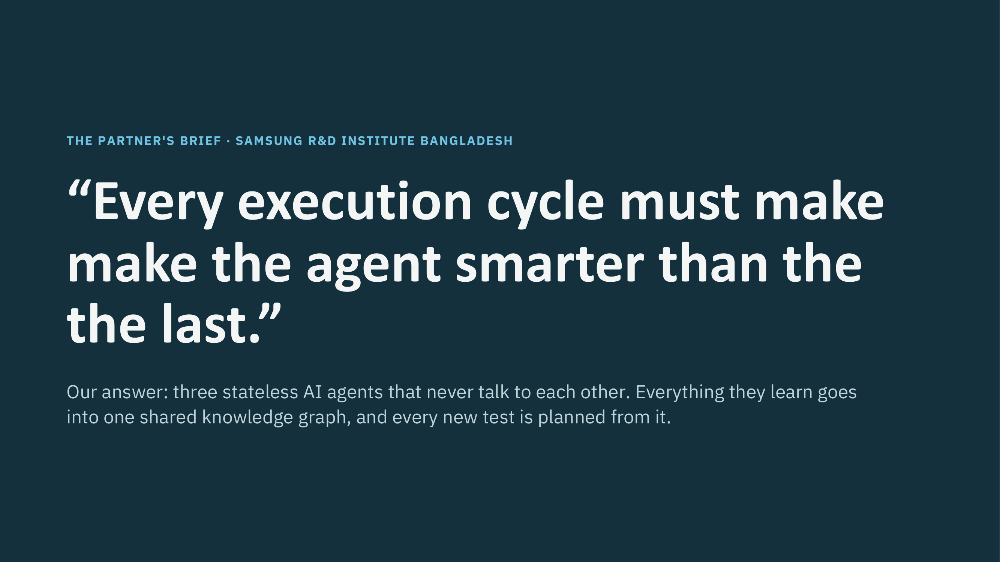 THE PARTNER'S BRIEF · SAMSUNG R&D INSTITUTE BANGLADESH
“Every execution cycle must make
make the agent smarter than the
the last.”
Our answer: three stateless AI agents that never talk to each other. Everything they learn goes
into one shared knowledge graph, and every new test is planned from it.